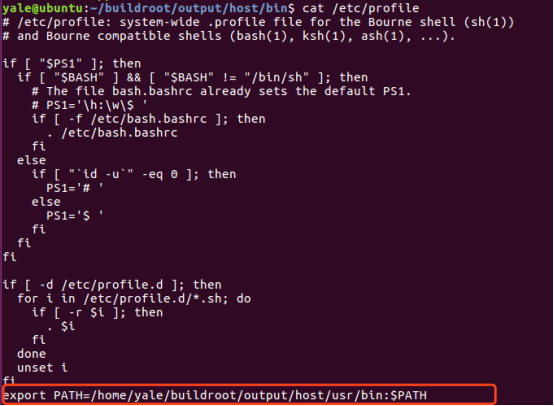 yale@ubuntu:~/buildroot/output/host/bin$ cat /etc/profile
# /etc/profile: system-wide .profile file for the Bourne shell (sh(1))
# and Bourne compatible shells (bash(1), ksh(1), ash(1), ...).

if [ "$PS1" ]; then
  if [ "$BASH" ] && [ "$BASH" != "/bin/sh" ]; then
    # The file bash.bashrc already sets the default PS1.
    # PS1='\h:\w\$ '
    if [ -f /etc/bash.bashrc ]; then
      . /etc/bash.bashrc
    fi
  else
    if [ "`id -u`" -eq 0 ]; then
      PS1='# '
    else
      PS1='$ '
    fi
  fi
fi

if [ -d /etc/profile.d ]; then
  for i in /etc/profile.d/*.sh; do
    if [ -r $i ]; then
      . $i
    fi
  done
  unset i
fi
export PATH=/home/yale/buildroot/output/host/usr/bin:$PATH